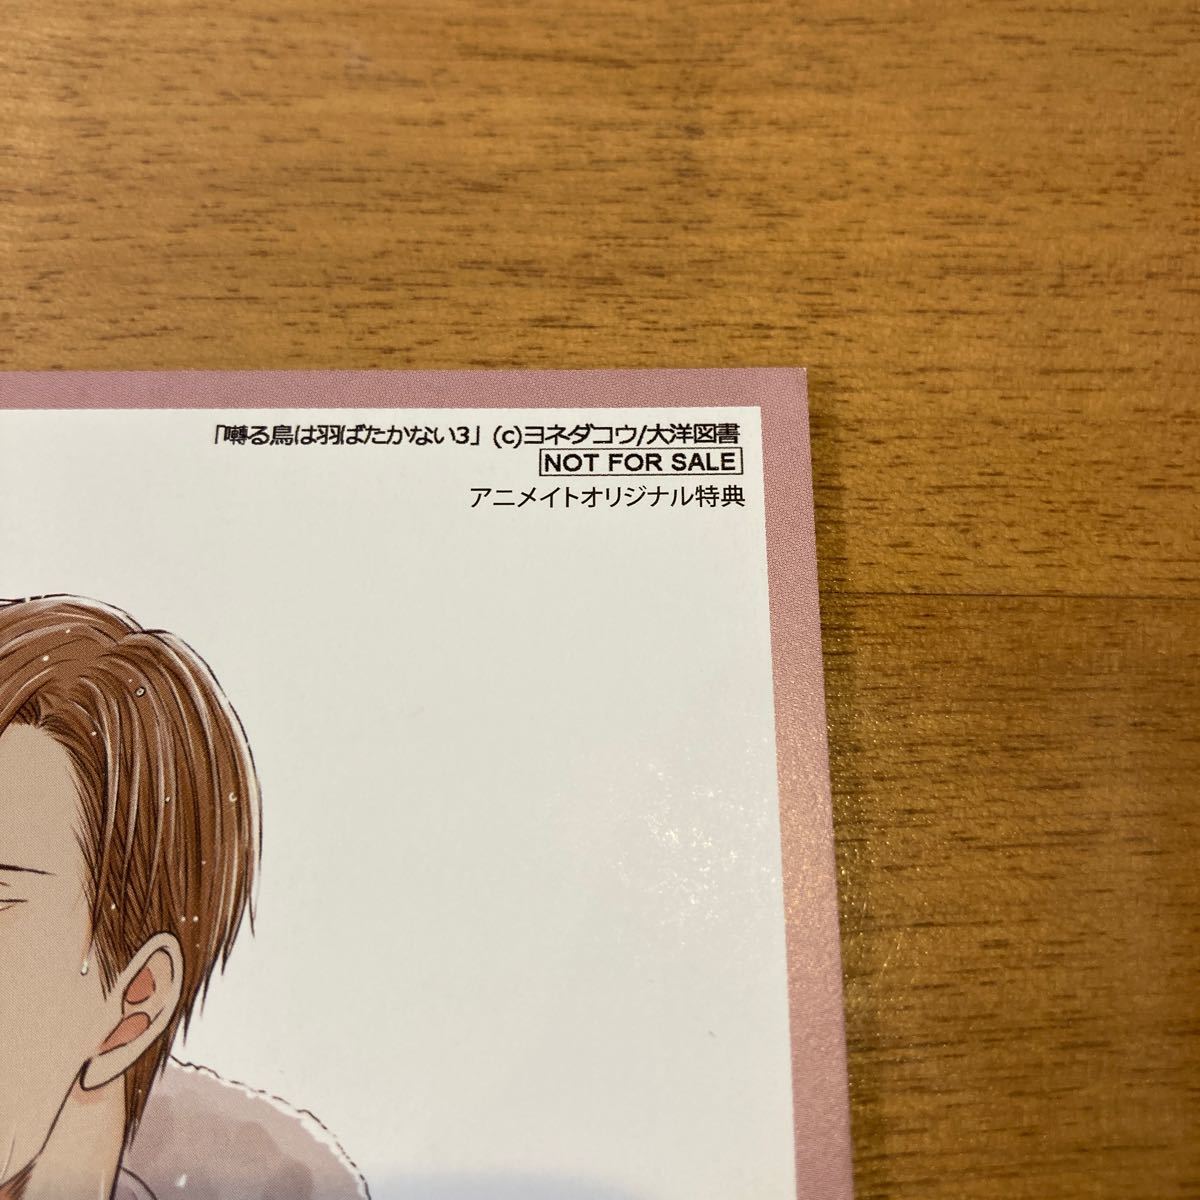 「囀る鳥は羽ばたかない3」(c)ヨネダコウ/大洋図書
NOT FOR SALE
アニメイトオリジナル特典